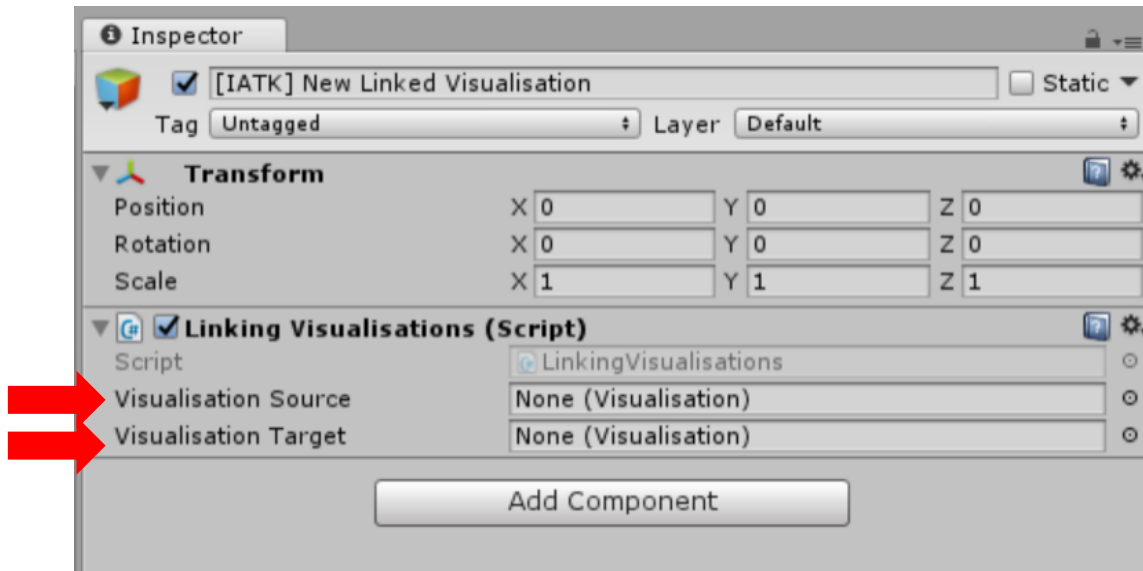 Inspector
[IATK] New Linked Visualisation Static
Tag Untagged Layer Default
Transform
Position X 0 Y 0 Z 0
Rotation X 0 Y 0 Z 0
Scale X 1 Y 1 Z 1
Linking Visualisations (Script)
Script LinkingVisualisations
Visualisation Source None (Visualisation)
Visualisation Target None (Visualisation)
Add Component